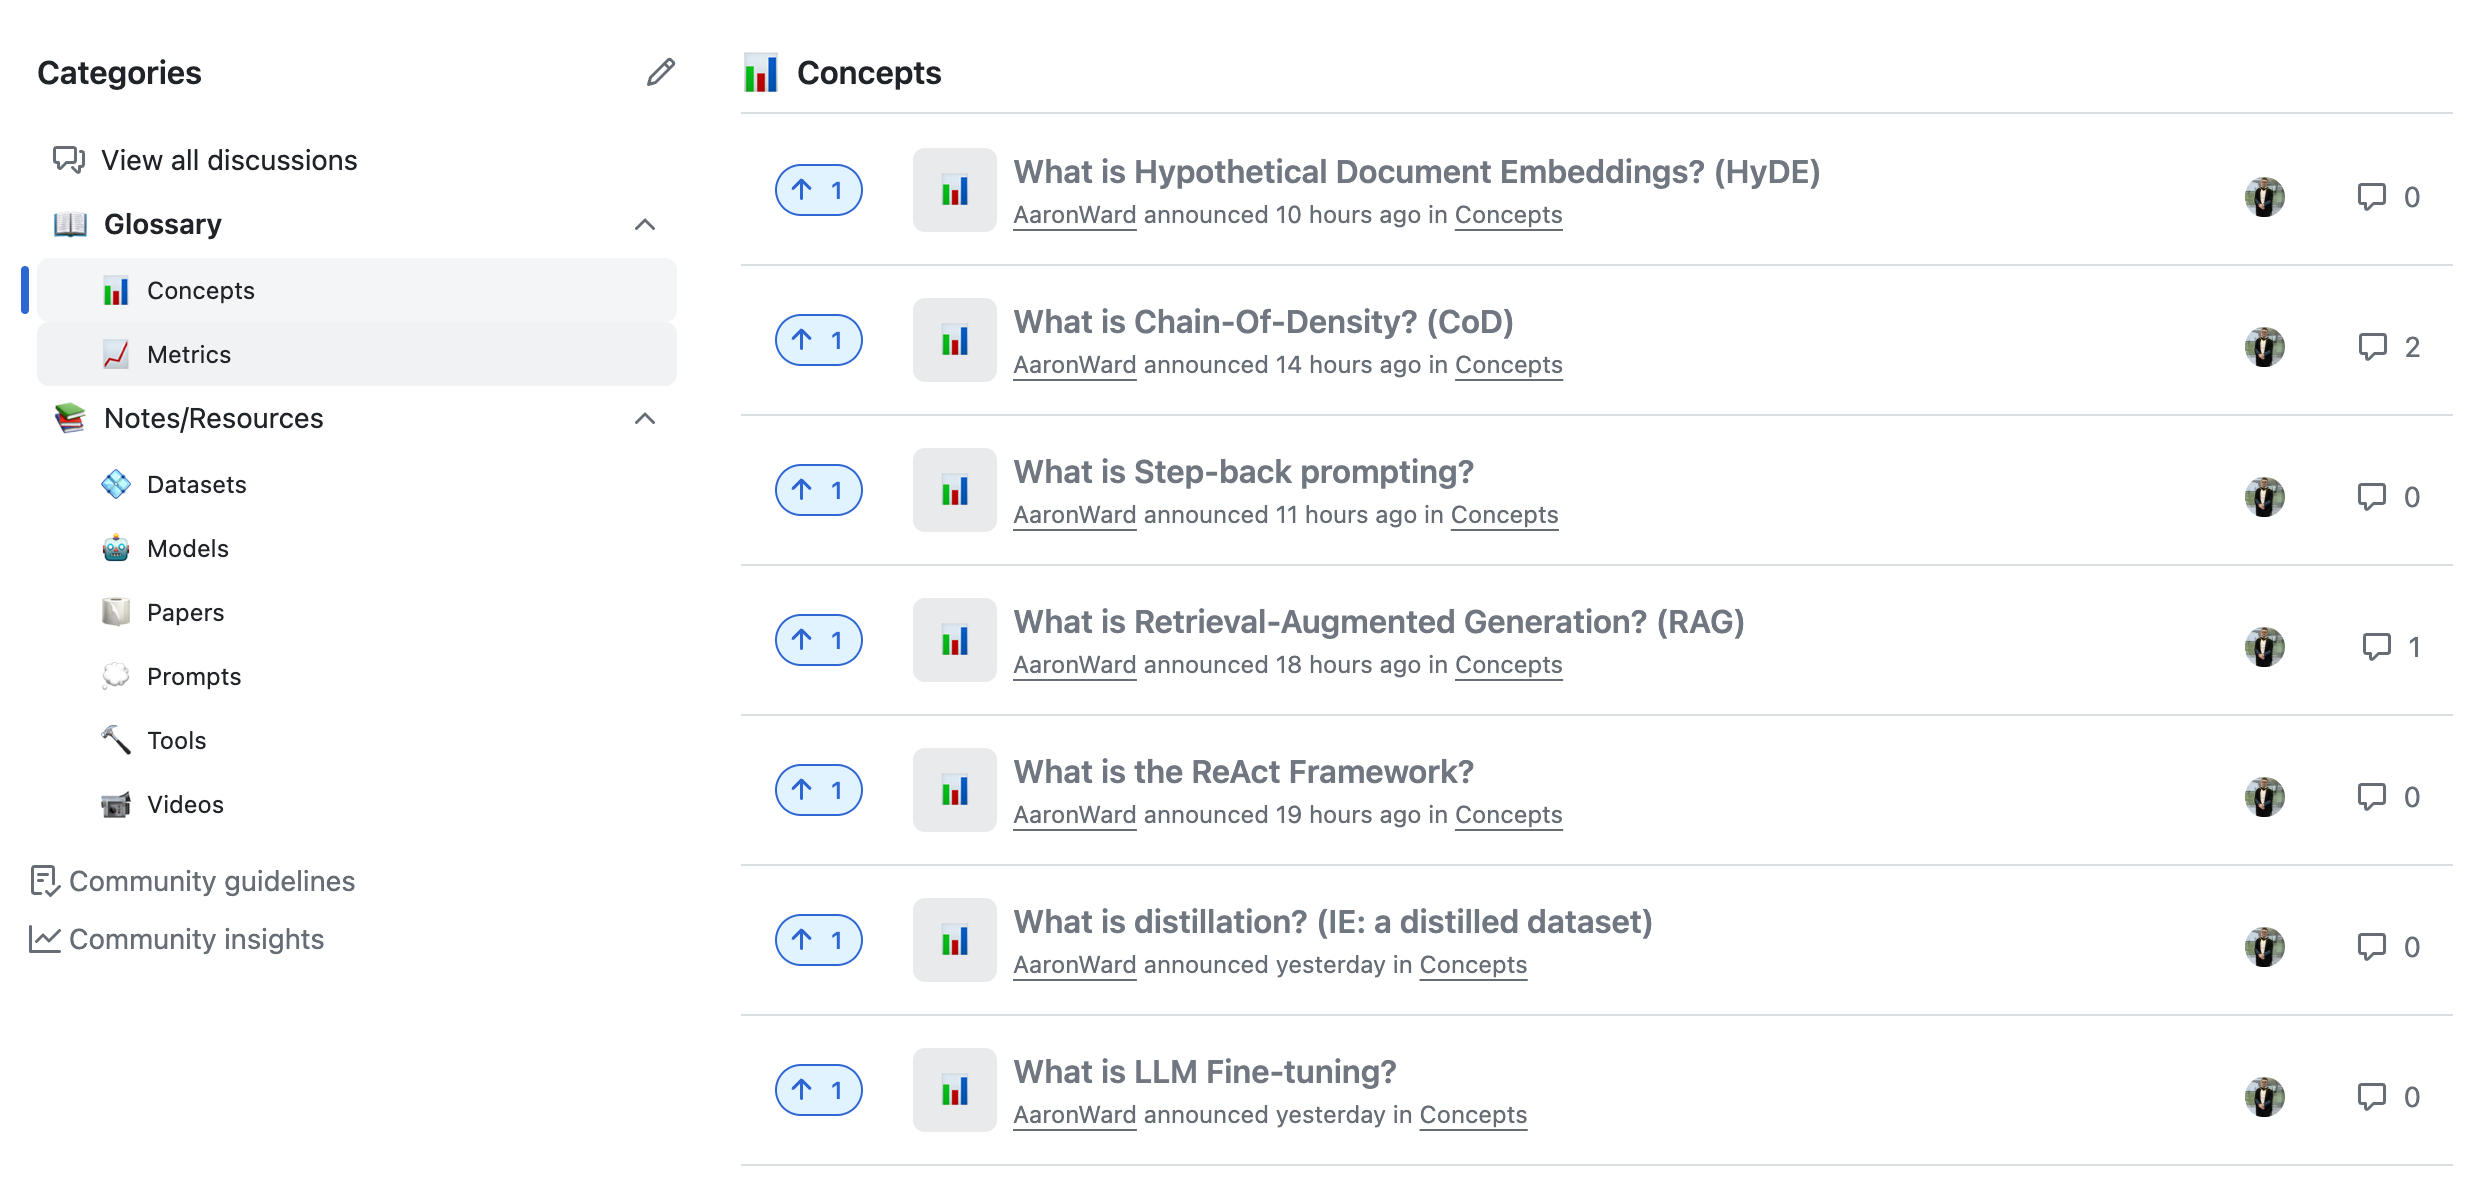 Categories
View all discussions
Glossary
Concepts
Metrics
Notes/Resources
Datasets
Models
Papers
Prompts
Tools
Videos
Community guidelines
Community insights
Concepts
1
What is Hypothetical Document Embeddings? (HyDE)
AaronWard announced 10 hours ago in Concepts
0
1
What is Chain-Of-Density? (CoD)
AaronWard announced 14 hours ago in Concepts
2
1
What is Step-back prompting?
AaronWard announced 11 hours ago in Concepts
0
1
What is Retrieval-Augmented Generation? (RAG)
AaronWard announced 18 hours ago in Concepts
1
1
What is the ReAct Framework?
AaronWard announced 19 hours ago in Concepts
0
1
What is distillation? (IE: a distilled dataset)
AaronWard announced yesterday in Concepts
0
1
What is LLM Fine-tuning?
AaronWard announced yesterday in Concepts
0